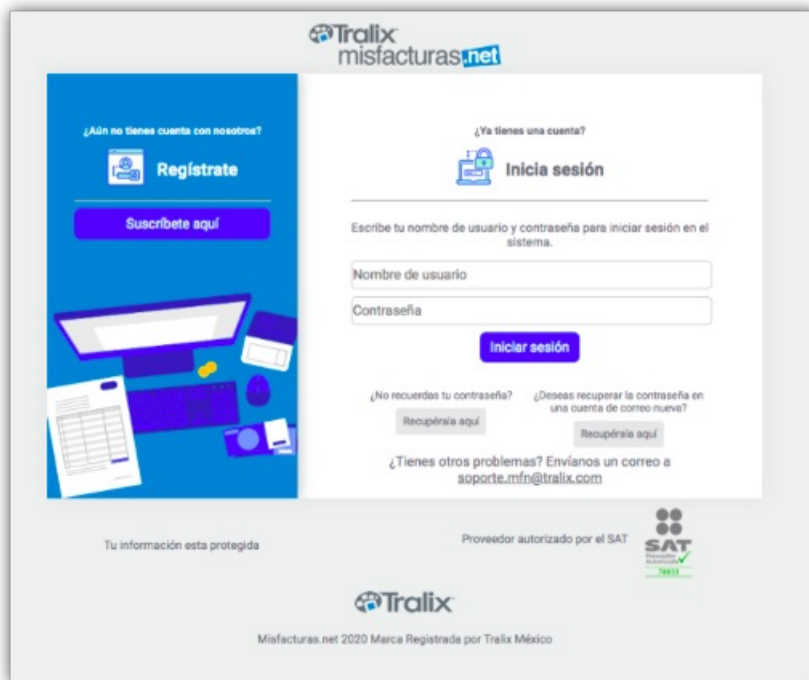 Tralix
misfacturas.net
¿Aún no tienes cuenta con nosotros?
Regístrate
Suscríbete aquí
¿Ya tienes una cuenta?
Inicia sesión
Escribe tu nombre de usuario y contraseña para iniciar sesión en el
sistema.
Nombre de usuario
Contraseña
Iniciar sesión
¿No recuerdas tu contraseña?
Recupérala aquí
¿Deseas recuperar la contraseña en
una cuenta de correo nueva?
Recupérala aquí
¿Tienes otros problemas? Envíanos un correo a
soporte.mfn@tralix.com
Tu información esta protegida
Proveedor autorizado por el SAT
SAT
Proveedor
Autorizado
Tralix
Misfacturas.net 2020 Marca Registrada por Tralix México